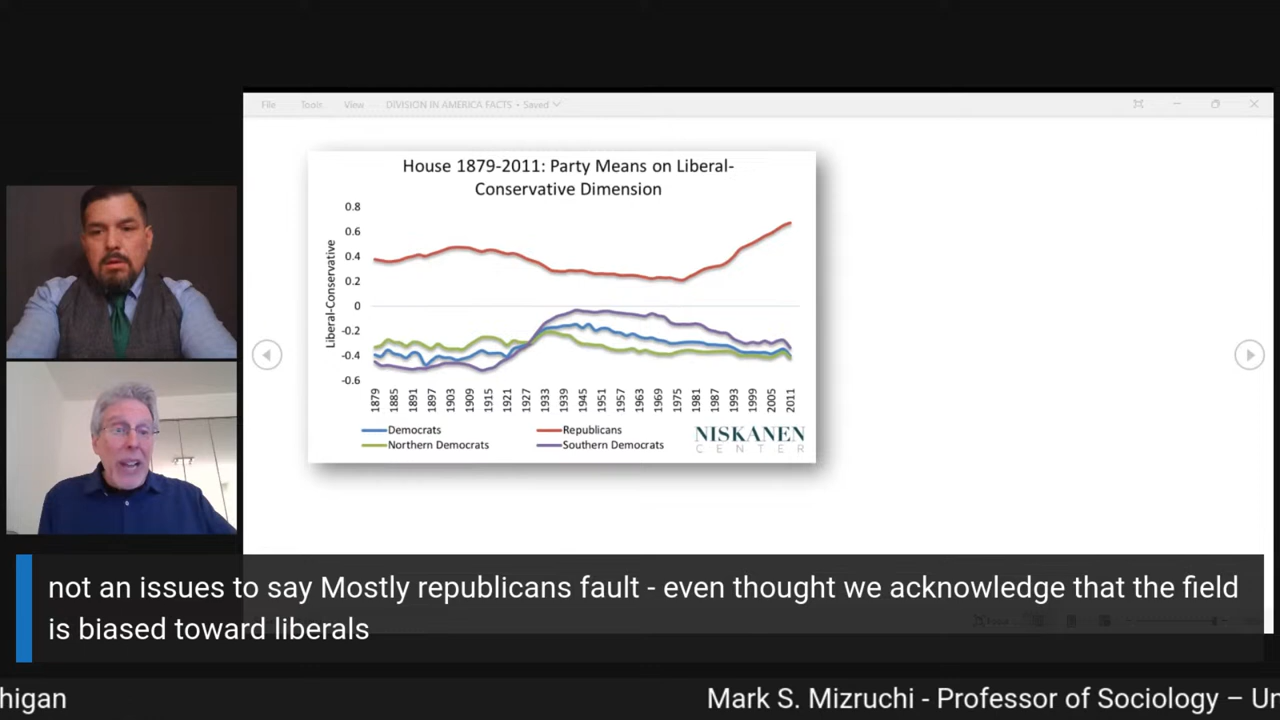 File Tools View DIVISION IN AMERICA FACTS • Saved
House 1879-2011: Party Means on Liberal-
Conservative Dimension
Liberal-Conservative
0.8
0.6
0.4
0.2
0
-0.2
-0.4
-0.6
1879 1885 1891 1897 1903 1909 1915 1921 1927 1933 1939 1945 1951 1957 1963 1969 1975 1981 1987 1993 1999 2005 2011
Democrats Republicans
Northern Democrats Southern Democrats
NISKANEN
CENTER
not an issues to say Mostly republicans fault - even thought we acknowledge that the field
is biased toward liberals
higan Mark S. Mizruchi - Professor of Sociology – Un